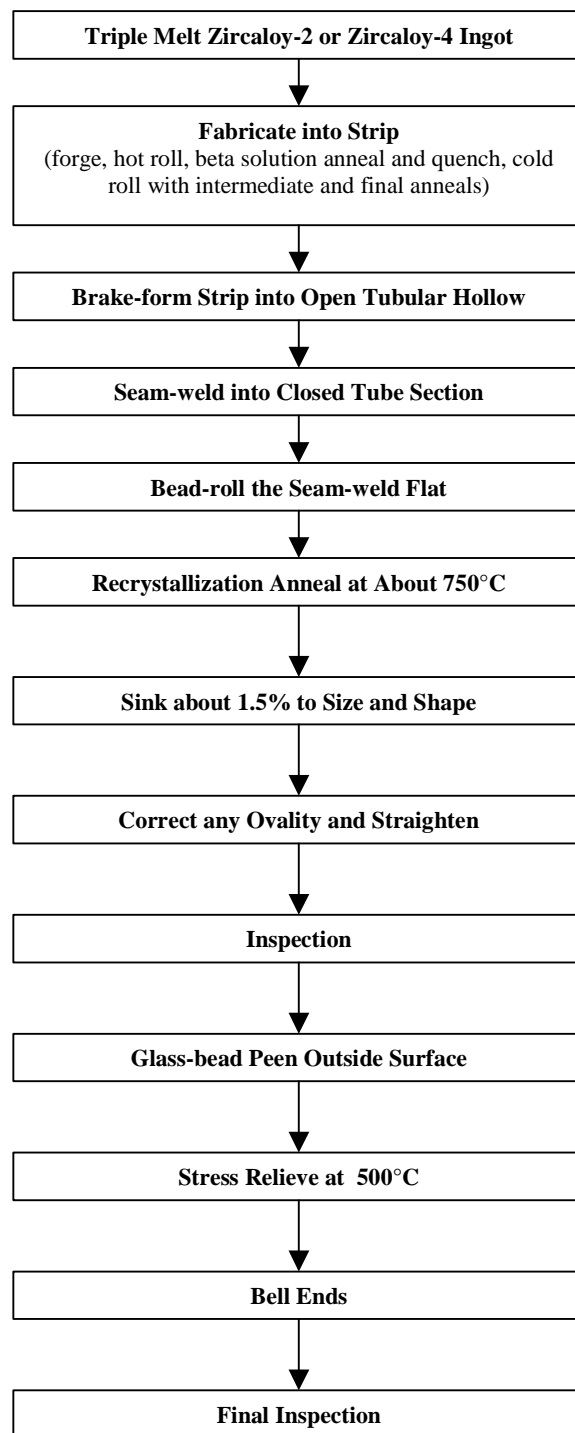 Triple Melt Zircaloy-2 or Zircaloy-4 Ingot
Fabricate into Strip
(forge, hot roll, beta solution anneal and quench, cold
roll with intermediate and final anneals)
Brake-form Strip into Open Tubular Hollow
Seam-weld into Closed Tube Section
Bead-roll the Seam-weld Flat
Recrystallization Anneal at About 750°C
Sink about 1.5% to Size and Shape
Correct any Ovality and Straighten
Inspection
Glass-bead Peen Outside Surface
Stress Relieve at 500°C
Bell Ends
Final Inspection